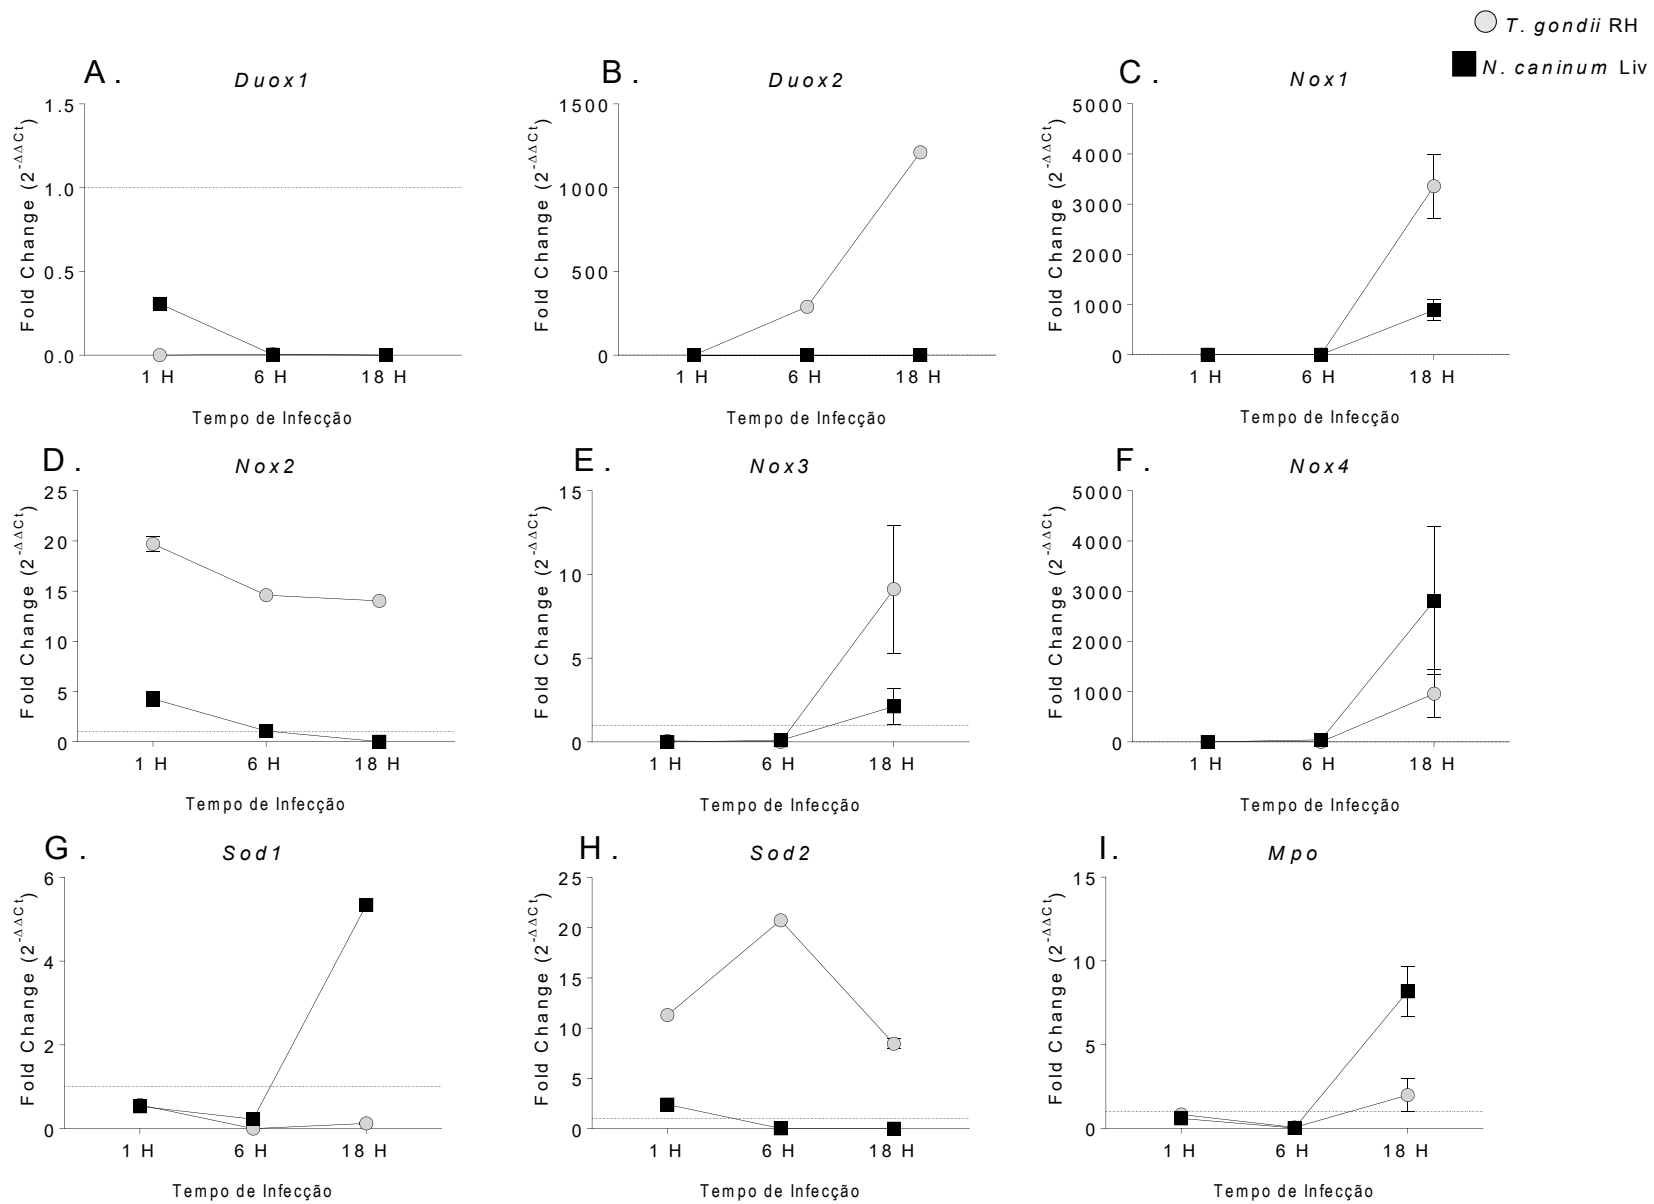 T. gondii RH
N. caninum Liv
A. Duox1
Fold Change (2^-ΔΔCt)
1.5
1.0
0.5
0.0
1 H 6 H 18 H
Tempo de Infecção
B. Duox2
Fold Change (2^-ΔΔCt)
1500
1000
500
0
1 H 6 H 18 H
Tempo de Infecção
C. Nox1
Fold Change (2^-ΔΔCt)
5000
4000
3000
2000
1000
0
1 H 6 H 18 H
Tempo de Infecção
D. Nox2
Fold Change (2^-ΔΔCt)
25
20
15
10
5
0
1 H 6 H 18 H
Tempo de Infecção
E. Nox3
Fold Change (2^-ΔΔCt)
15
10
5
0
1 H 6 H 18 H
Tempo de Infecção
F. Nox4
Fold Change (2^-ΔΔCt)
5000
4000
3000
2000
1000
0
1 H 6 H 18 H
Tempo de Infecção
G. Sod1
Fold Change (2^-ΔΔCt)
6
4
2
0
1 H 6 H 18 H
Tempo de Infecção
H. Sod2
Fold Change (2^-ΔΔCt)
25
20
15
10
5
0
1 H 6 H 18 H
Tempo de Infecção
I. Mpo
Fold Change (2^-ΔΔCt)
15
10
5
0
1 H 6 H 18 H
Tempo de Infecção